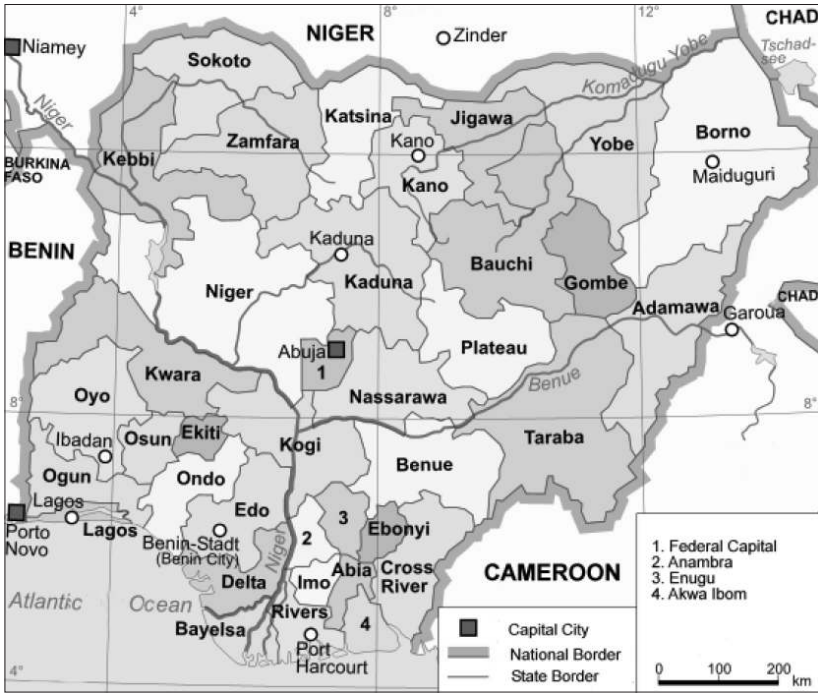 4°
8°
12°
CHAD
NIGER
Niamey
Zinder
Tschad-
see
Sokoto
Komadugu Yobe
Niger
Katsina
Jigawa
Zamfara
Kano
Yobe
Borno
Kebbi
BURKINA
FASO
Kano
Maiduguri
Kaduna
BENIN
Bauchi
Niger
Kaduna
Gombe
CHAD
Adamawa
Garoua
Abuja
1
Plateau
Kwara
Benue
Nassarawa
Oyo
8°
8°
Ibadan
Osun
Ekiti
Kogi
Taraba
Benue
Ogun
Ondo
Lagos
Edo
Porto
Novo
Lagos
2
3
Ebonyi
Benin-Stadt
(Benin City)
Niger
Cross
River
Abia
Delta
Imo
CAMEROON
Atlantic
Ocean
Rivers
Bayelsa
4
Port
Harcourt
4°
1. Federal Capital
2. Anambra
3. Enugu
4. Akwa Ibom
Capital City
National Border
State Border
0 100 200
km